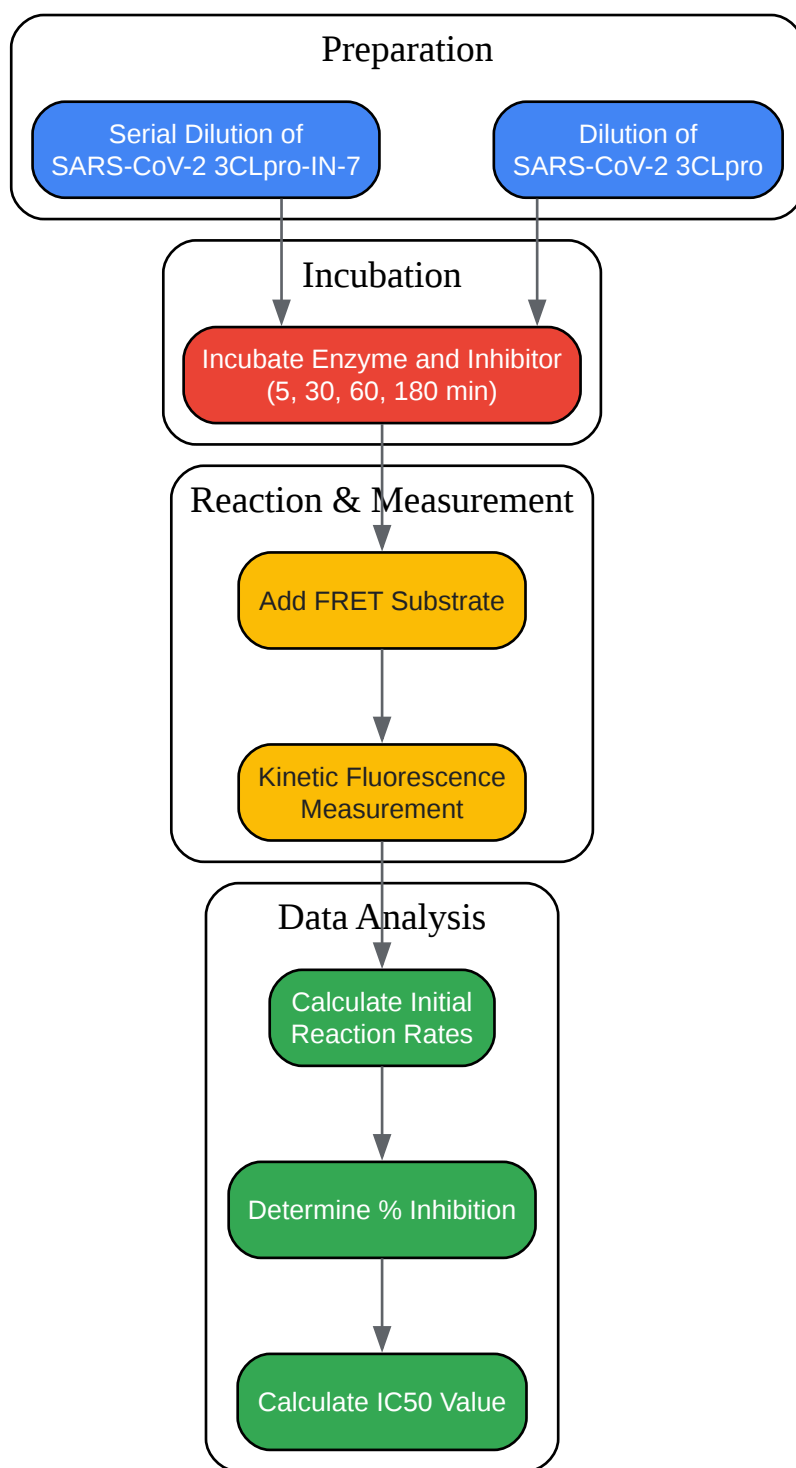 Preparation
Serial Dilution of
SARS-CoV-2 3CLpro-IN-7
Dilution of
SARS-CoV-2 3CLpro
Incubation
Incubate Enzyme and Inhibitor
(5, 30, 60, 180 min)
Reaction & Measurement
Add FRET Substrate
Kinetic Fluorescence
Measurement
Data Analysis
Calculate Initial
Reaction Rates
Determine % Inhibition
Calculate IC50 Value